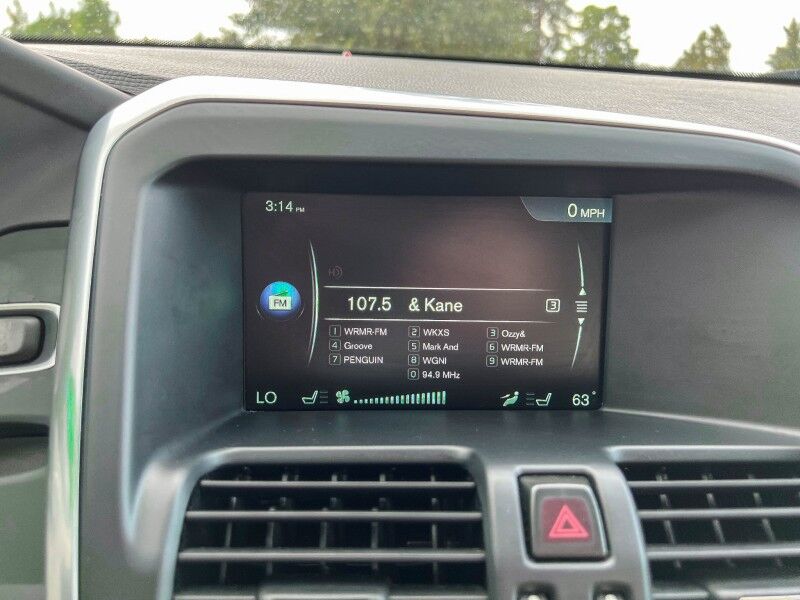 3:14 PM
0 MPH
HD
FM
107.5 & Kane 3
1 WRMR-FM 2 WKXS 3 Ozzy&
4 Groove 5 Mark And 6 WRMR-FM
7 PENGUIN 8 WGNI 9 WRMR-FM
0 94.9 MHz
LO 63°